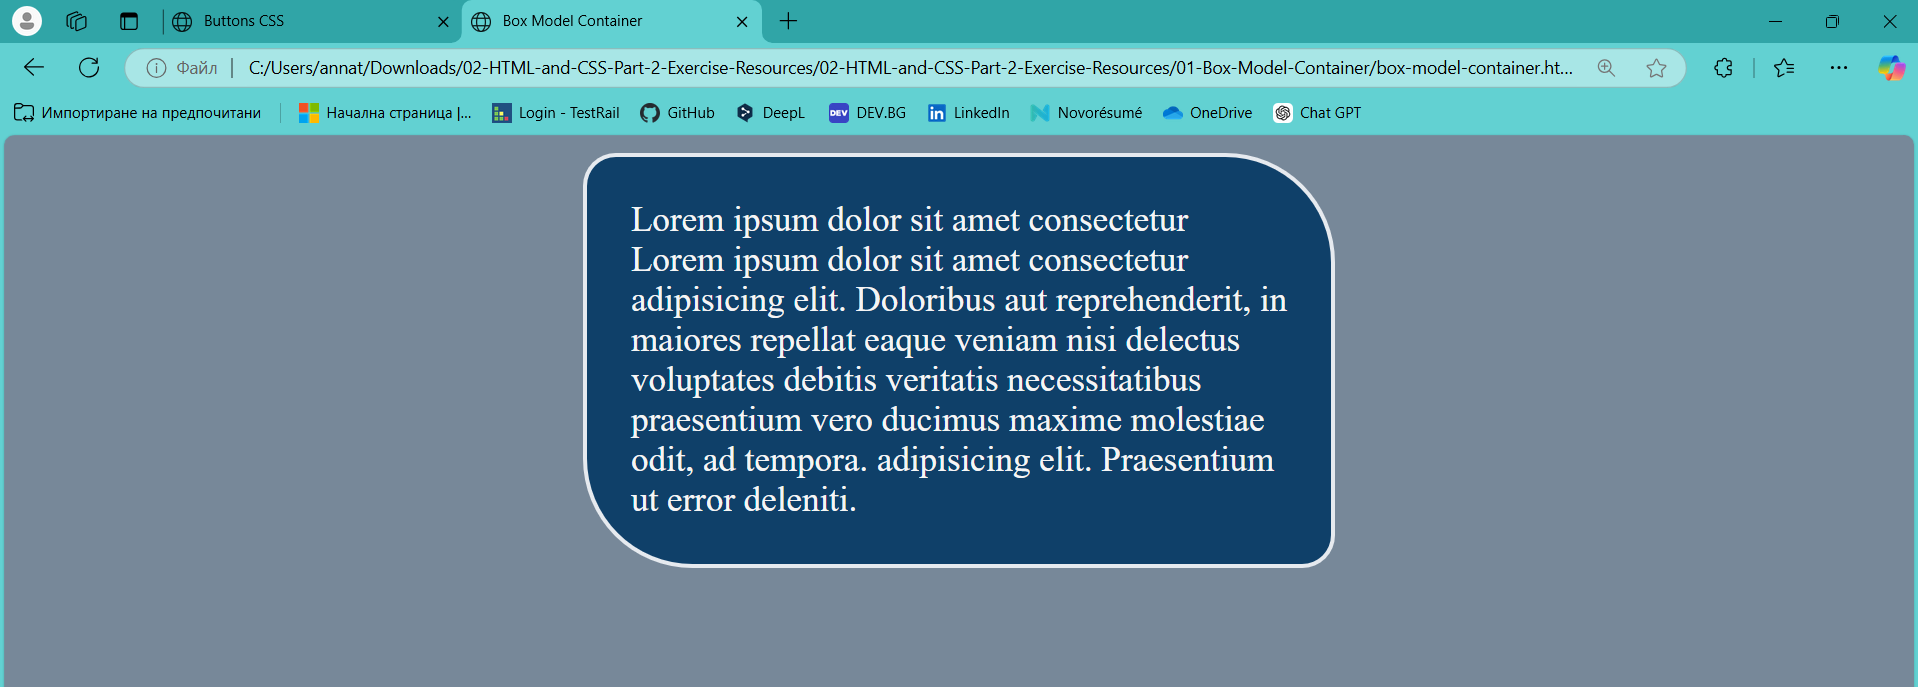 Buttons CSS
Box Model Container
Файл
C:/Users/annat/Downloads/02-HTML-and-CSS-Part-2-Exercise-Resources/02-HTML-and-CSS-Part-2-Exercise-Resources/01-Box-Model-Container/box-model-container.ht...
Импортиране на предпочитани
Начална страница |...
Login - TestRail
GitHub
DeepL
DEV
DEV.BG
in
LinkedIn
Novorésumé
OneDrive
Chat GPT
Lorem ipsum dolor sit amet consectetur
Lorem ipsum dolor sit amet consectetur
adipisicing elit. Doloribus aut reprehenderit, in
maiores repellat eaque veniam nisi delectus
voluptates debitis veritatis necessitatibus
praesentium vero ducimus maxime molestiae
odit, ad tempora. adipisicing elit. Praesentium
ut error deleniti.